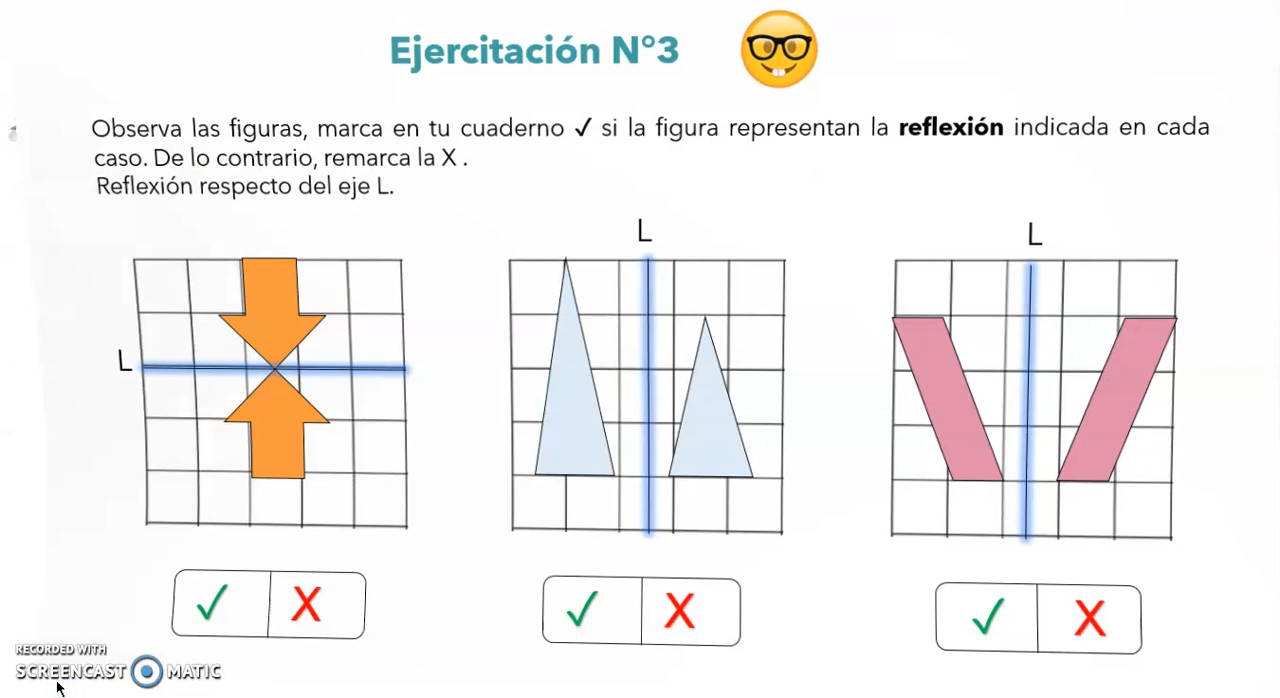 Ejercitación N°3
Observa las figuras, marca en tu cuaderno ✓ si la figura representan la reflexión indicada en cada
caso. De lo contrario, remarca la X .
Reflexión respecto del eje L.
L
L
L
✓ X
✓ X
✓ X
RECORDED WITH
SCREENCAST MATIC